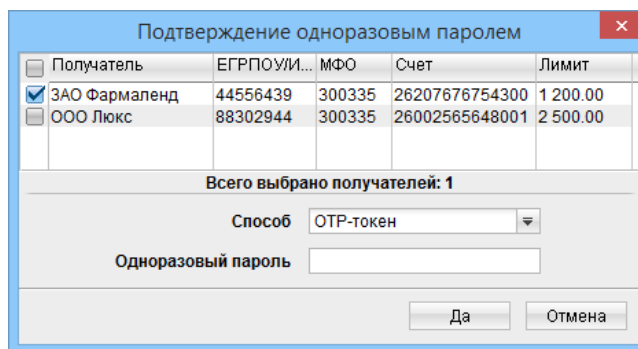 Подтверждение одноразовым паролем
Получатель ЕГРПОУ/И... МФО Счет Лимит
ЗАО Фармаленд 44556439 300335 26207676754300 1 200.00
ООО Люкс 88302944 300335 26002565648001 2 500.00
Всего выбрано получателей: 1
Способ ОТР-токен
Одноразовый пароль
Да Отмена